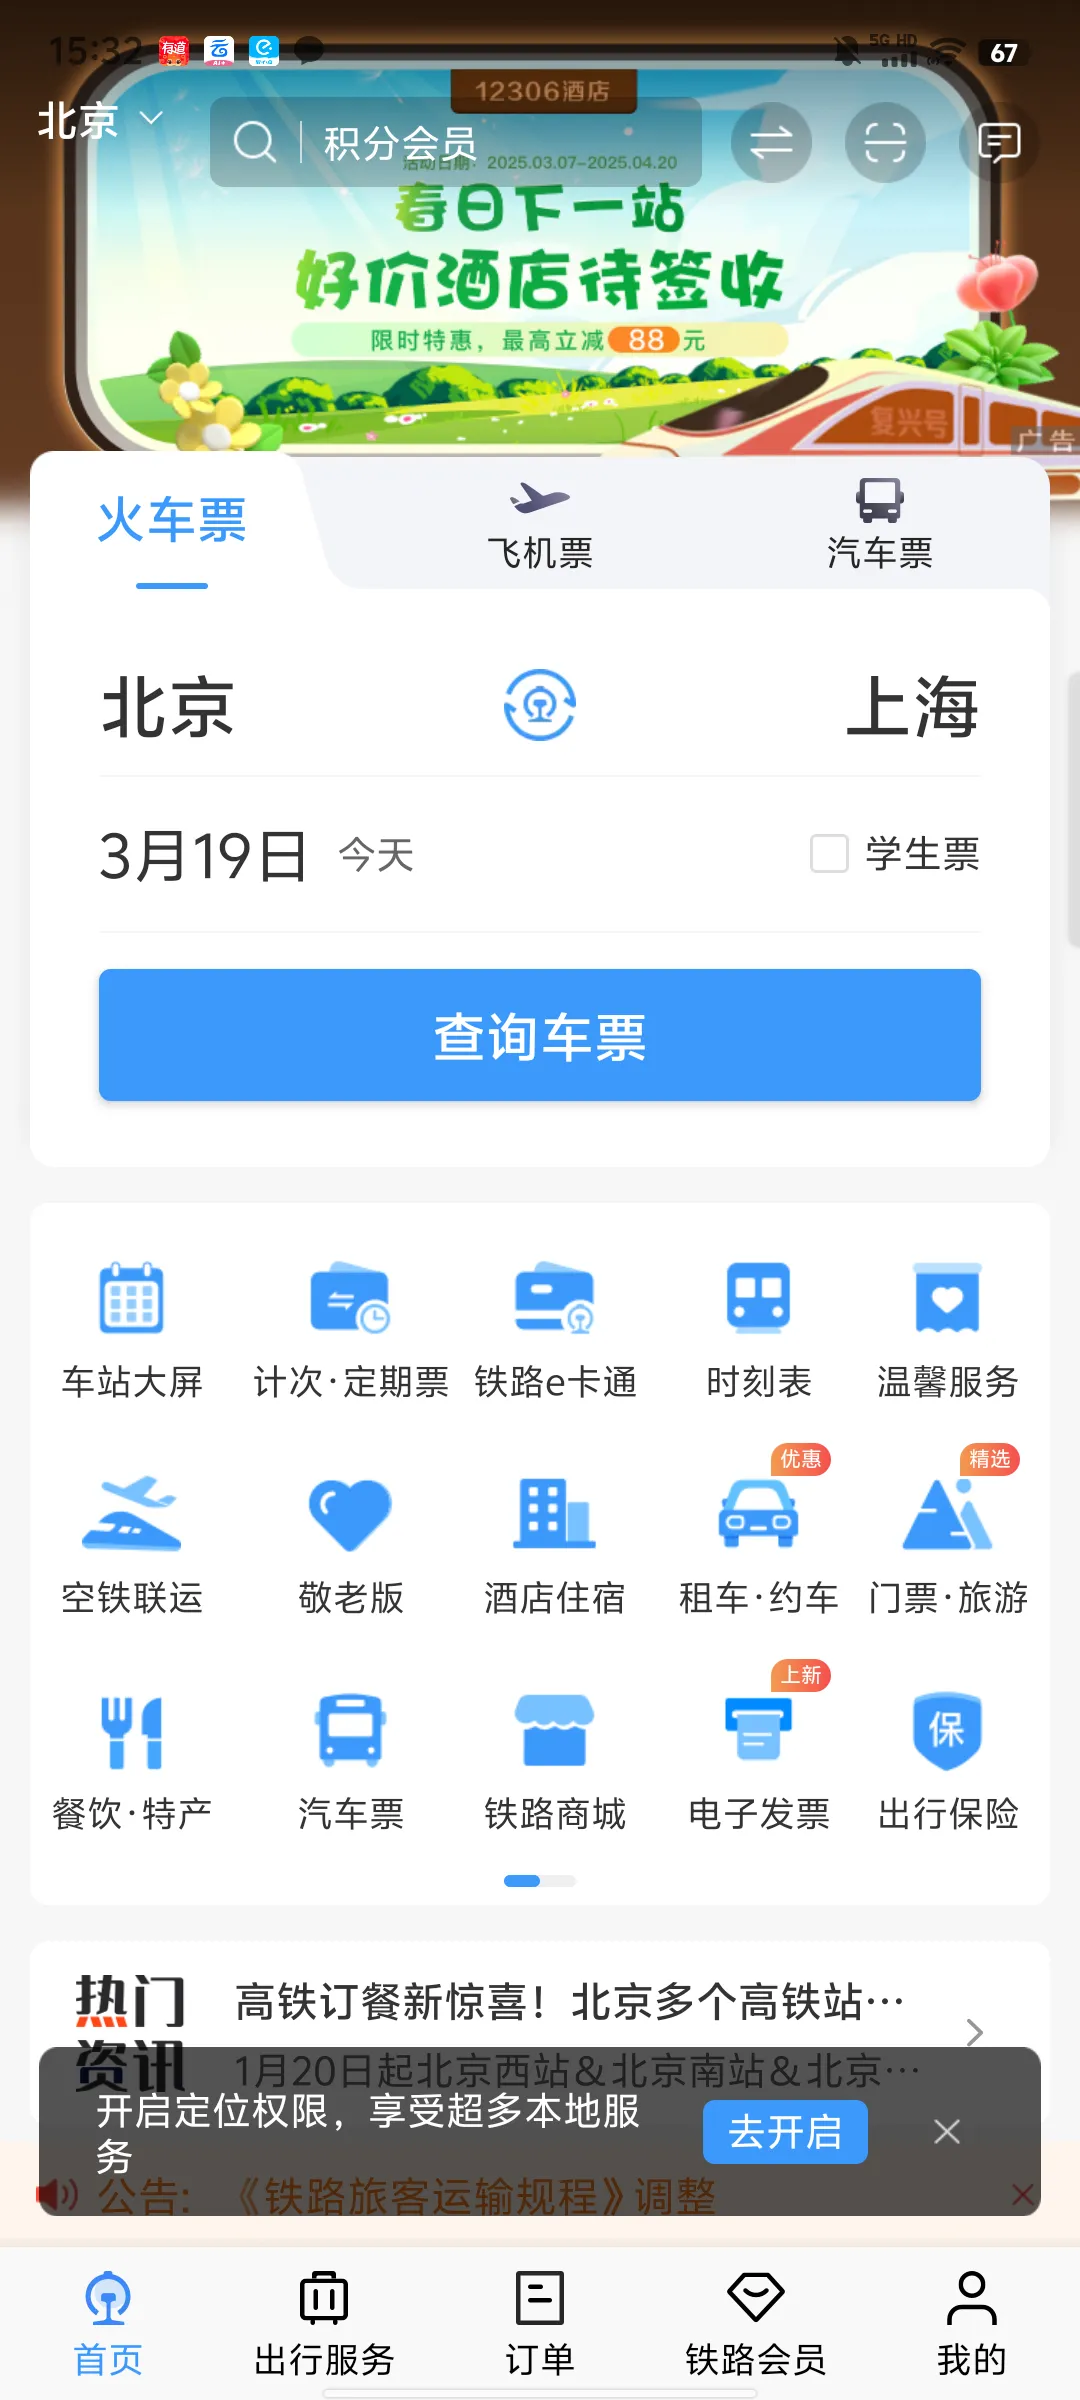 15:32
有道
5G HD
67
12306酒店
北京
积分会员
活动日期：2025.03.07-2025.04.20
春日下一站
好价酒店待签收
限时特惠，最高立减88元
复兴号
广告
火车票
飞机票
汽车票
北京
上海
3月19日 今天
学生票
查询车票
车站大屏
计次·定期票
铁路e卡通
时刻表
温馨服务
优惠
精选
空铁联运
敬老版
酒店住宿
租车·约车
门票·旅游
上新
保
餐饮·特产
汽车票
铁路商城
电子发票
出行保险
热门资讯
高铁订餐新惊喜！北京多个高铁站…
1月20日起北京西站&北京南站&北京…
开启定位权限，享受超多本地服
务
去开启
公告：《铁路旅客运输规程》调整
首页
出行服务
订单
铁路会员
我的